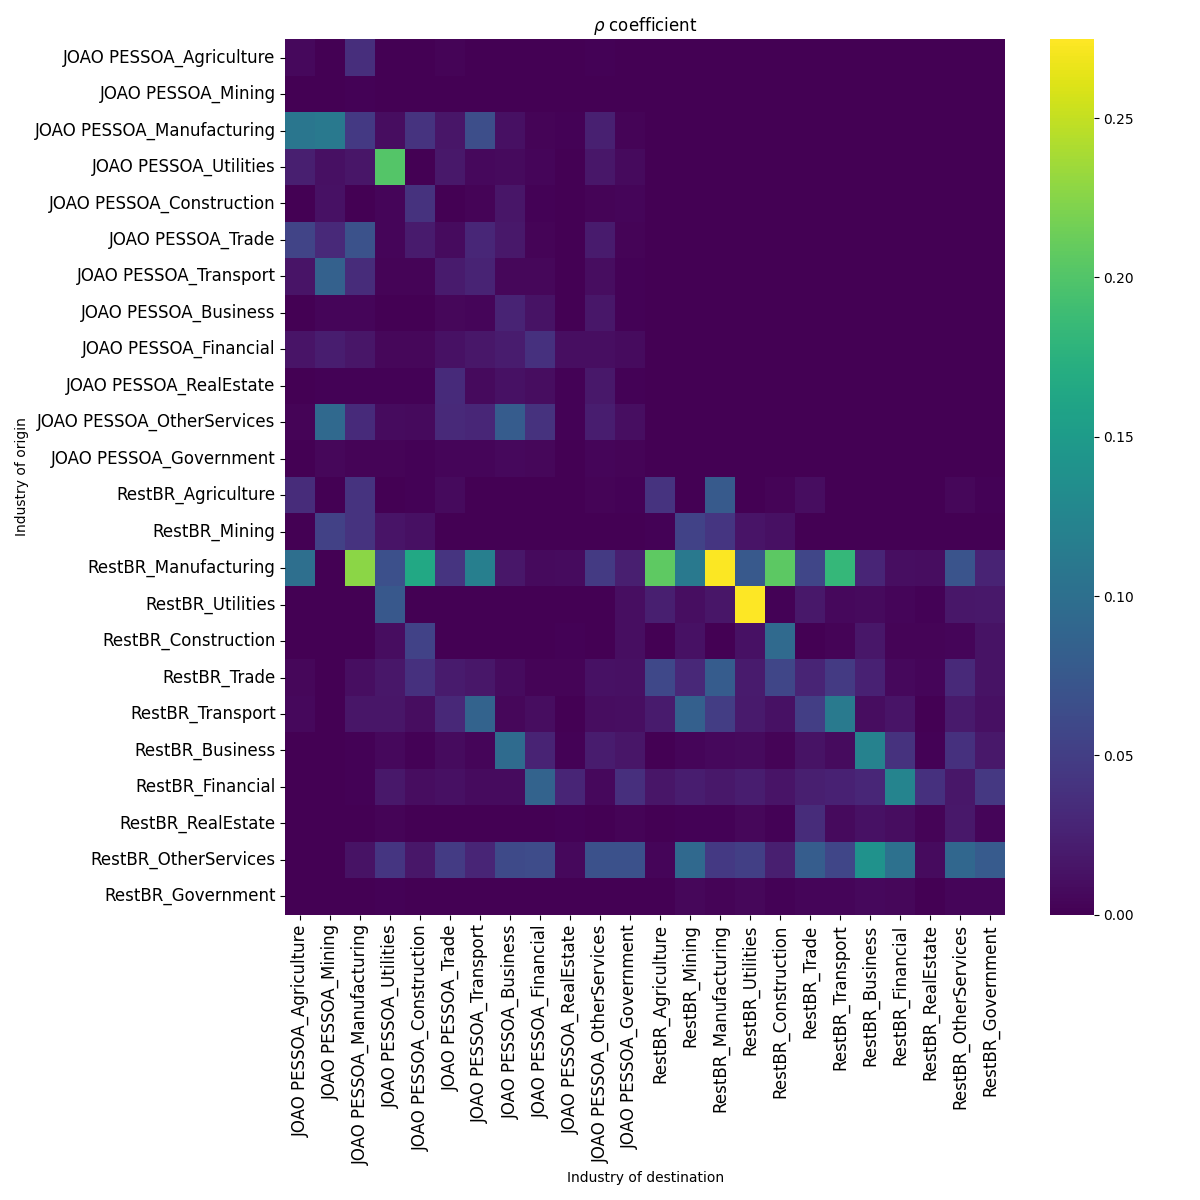 ρ coefficient
JOAO PESSOA_Agriculture
JOAO PESSOA_Mining
JOAO PESSOA_Manufacturing
JOAO PESSOA_Utilities
JOAO PESSOA_Construction
JOAO PESSOA_Trade
JOAO PESSOA_Transport
JOAO PESSOA_Business
JOAO PESSOA_Financial
JOAO PESSOA_RealEstate
JOAO PESSOA_OtherServices
JOAO PESSOA_Government
RestBR_Agriculture
RestBR_Mining
RestBR_Manufacturing
RestBR_Utilities
RestBR_Construction
RestBR_Trade
RestBR_Transport
RestBR_Business
RestBR_Financial
RestBR_RealEstate
RestBR_OtherServices
RestBR_Government
Industry of origin
JOAO PESSOA_Agriculture
JOAO PESSOA_Mining
JOAO PESSOA_Manufacturing
JOAO PESSOA_Utilities
JOAO PESSOA_Construction
JOAO PESSOA_Trade
JOAO PESSOA_Transport
JOAO PESSOA_Business
JOAO PESSOA_Financial
JOAO PESSOA_RealEstate
JOAO PESSOA_OtherServices
JOAO PESSOA_Government
RestBR_Agriculture
RestBR_Mining
RestBR_Manufacturing
RestBR_Utilities
RestBR_Construction
RestBR_Trade
RestBR_Transport
RestBR_Business
RestBR_Financial
RestBR_RealEstate
RestBR_OtherServices
RestBR_Government
Industry of destination
0.25
0.20
0.15
0.10
0.05
0.00